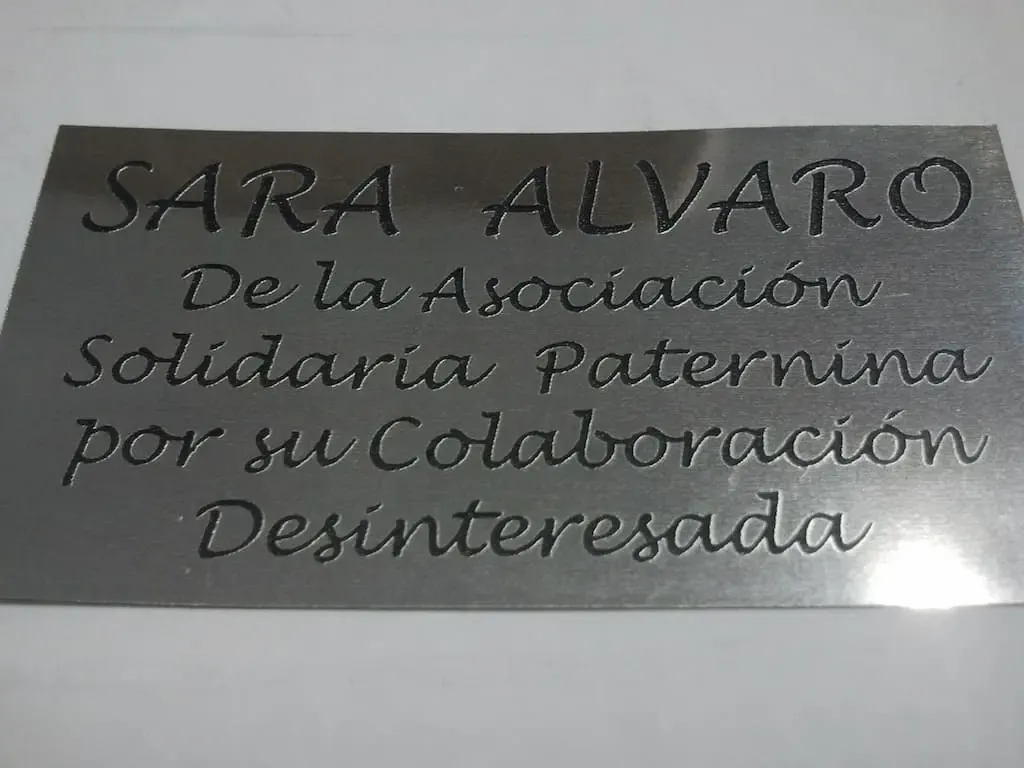 SARA ALVARO
De la Asociación
Solidaria Paternina
por su Colaboración
Desinteresada